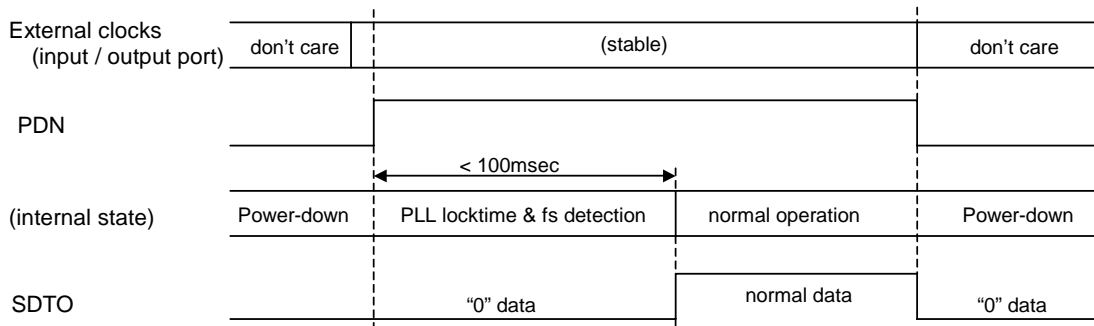 External clocks
(input / output port)
don’t care
(stable)
don’t care
PDN
< 100msec
(internal state)
Power-down
PLL locktime & fs detection
normal operation
Power-down
SDTO
“0” data
normal data
“0” data